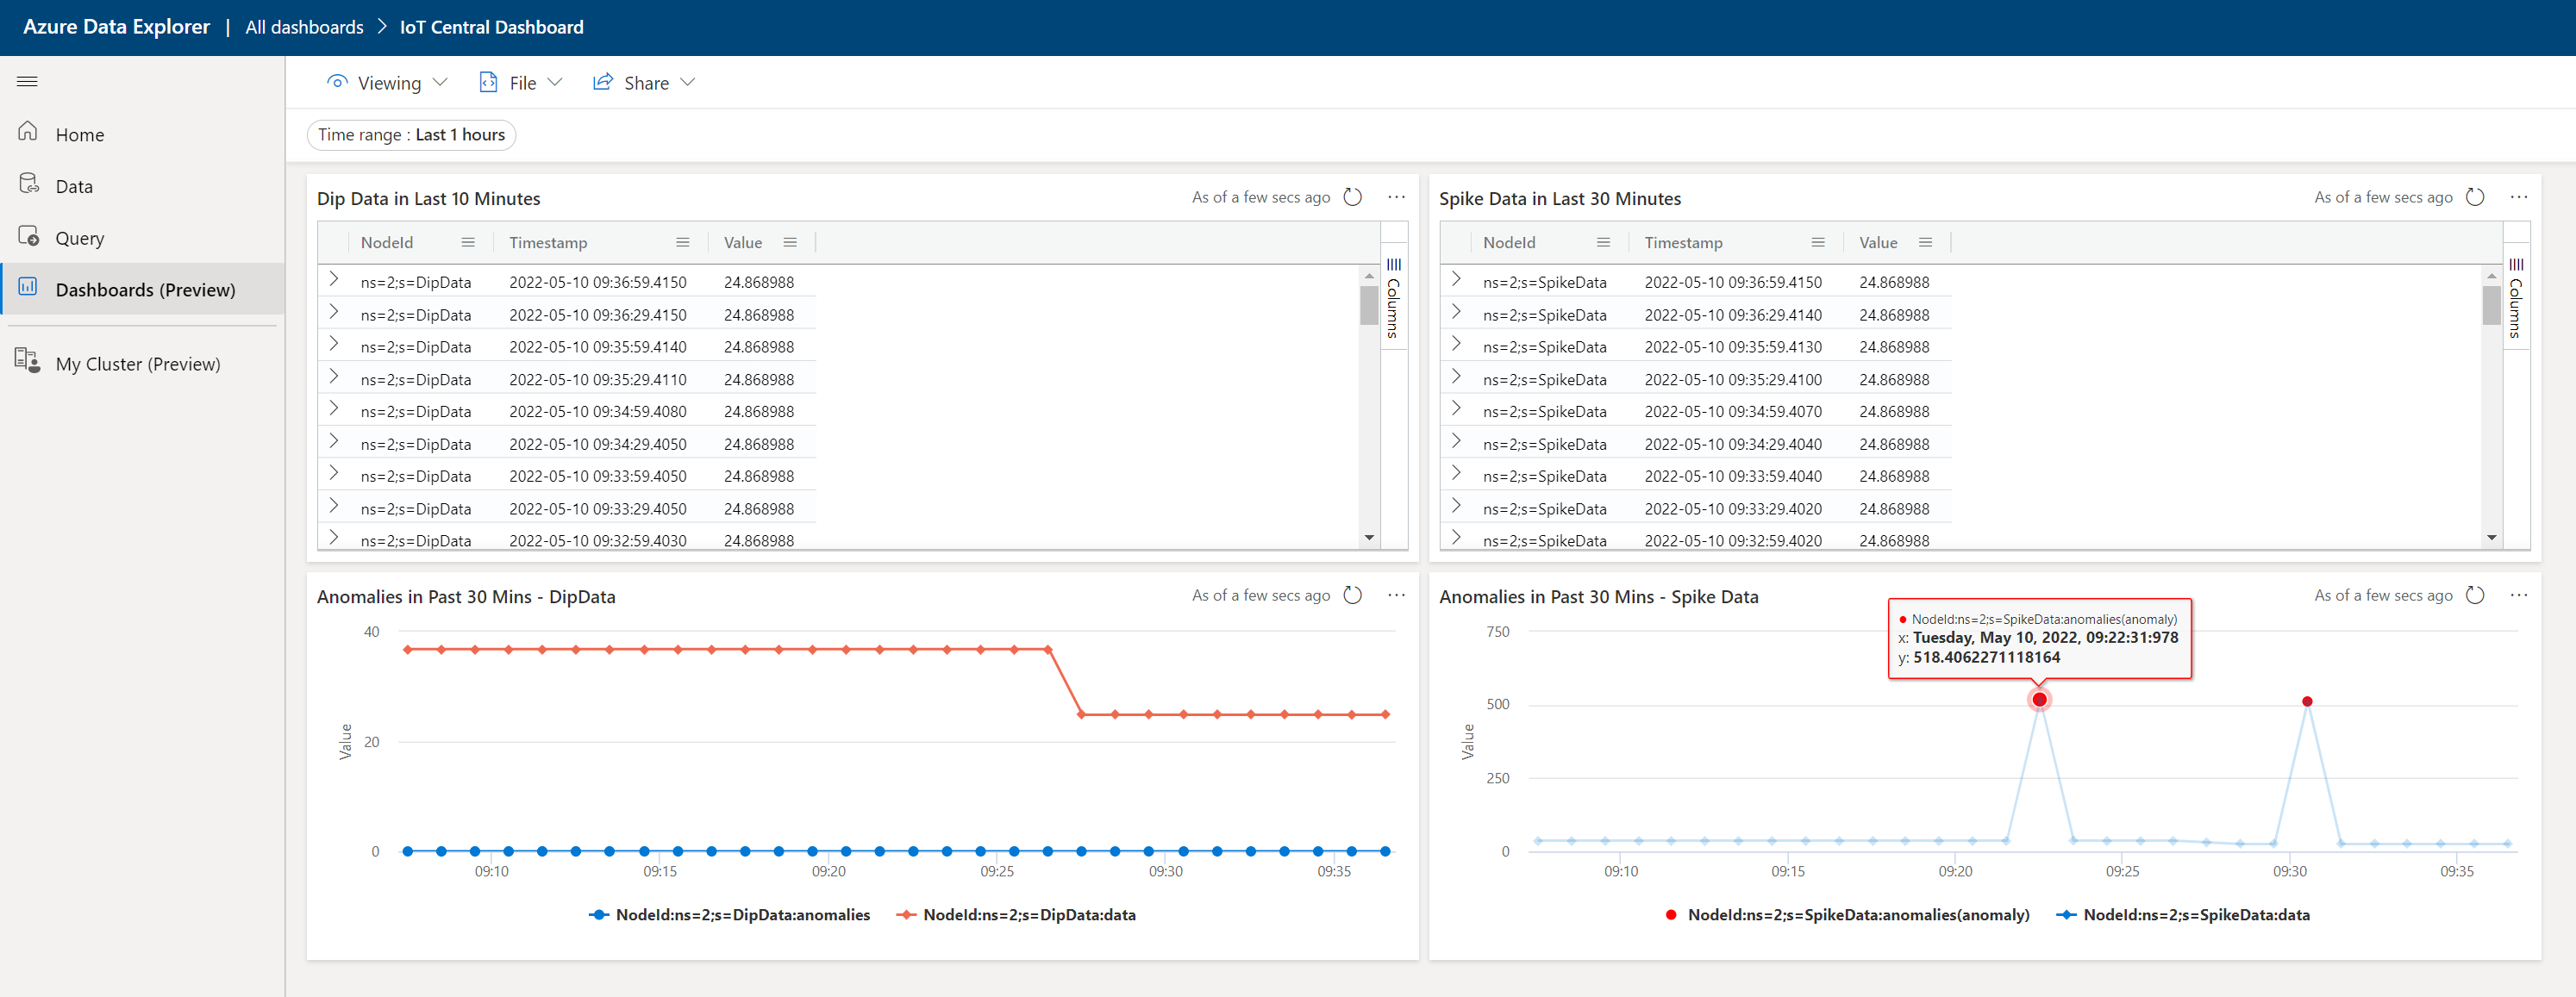 Azure Data Explorer | All dashboards > IoT Central Dashboard
Viewing File Share
Home
Data
Query
Dashboards (Preview)
My Cluster (Preview)
Time range : Last 1 hours
Dip Data in Last 10 Minutes As of a few secs ago ...
NodeId Timestamp Value
ns=2;s=DipData 2022-05-10 09:36:59.4150 24.868988
ns=2;s=DipData 2022-05-10 09:36:29.4150 24.868988
ns=2;s=DipData 2022-05-10 09:35:59.4140 24.868988
ns=2;s=DipData 2022-05-10 09:35:29.4110 24.868988
ns=2;s=DipData 2022-05-10 09:34:59.4080 24.868988
ns=2;s=DipData 2022-05-10 09:34:29.4050 24.868988
ns=2;s=DipData 2022-05-10 09:33:59.4050 24.868988
ns=2;s=DipData 2022-05-10 09:33:29.4050 24.868988
ns=2;s=DipData 2022-05-10 09:32:59.4030 24.868988
Columns
Spike Data in Last 30 Minutes As of a few secs ago ...
NodeId Timestamp Value
ns=2;s=SpikeData 2022-05-10 09:36:59.4150 24.868988
ns=2;s=SpikeData 2022-05-10 09:36:29.4140 24.868988
ns=2;s=SpikeData 2022-05-10 09:35:59.4130 24.868988
ns=2;s=SpikeData 2022-05-10 09:35:29.4100 24.868988
ns=2;s=SpikeData 2022-05-10 09:34:59.4070 24.868988
ns=2;s=SpikeData 2022-05-10 09:34:29.4040 24.868988
ns=2;s=SpikeData 2022-05-10 09:33:59.4040 24.868988
ns=2;s=SpikeData 2022-05-10 09:33:29.4020 24.868988
ns=2;s=SpikeData 2022-05-10 09:32:59.4020 24.868988
Columns
Anomalies in Past 30 Mins - DipData As of a few secs ago ...
40
20
0
Value
09:10 09:15 09:20 09:25 09:30 09:35
NodeId:ns=2;s=DipData:anomalies NodeId:ns=2;s=DipData:data
Anomalies in Past 30 Mins - Spike Data As of a few secs ago ...
NodeId:ns=2;s=SpikeData:anomalies(anomaly)
x: Tuesday, May 10, 2022, 09:22:31:978
y: 518.4062271118164
750
500
250
0
Value
09:10 09:15 09:20 09:25 09:30 09:35
NodeId:ns=2;s=SpikeData:anomalies(anomaly) NodeId:ns=2;s=SpikeData:data